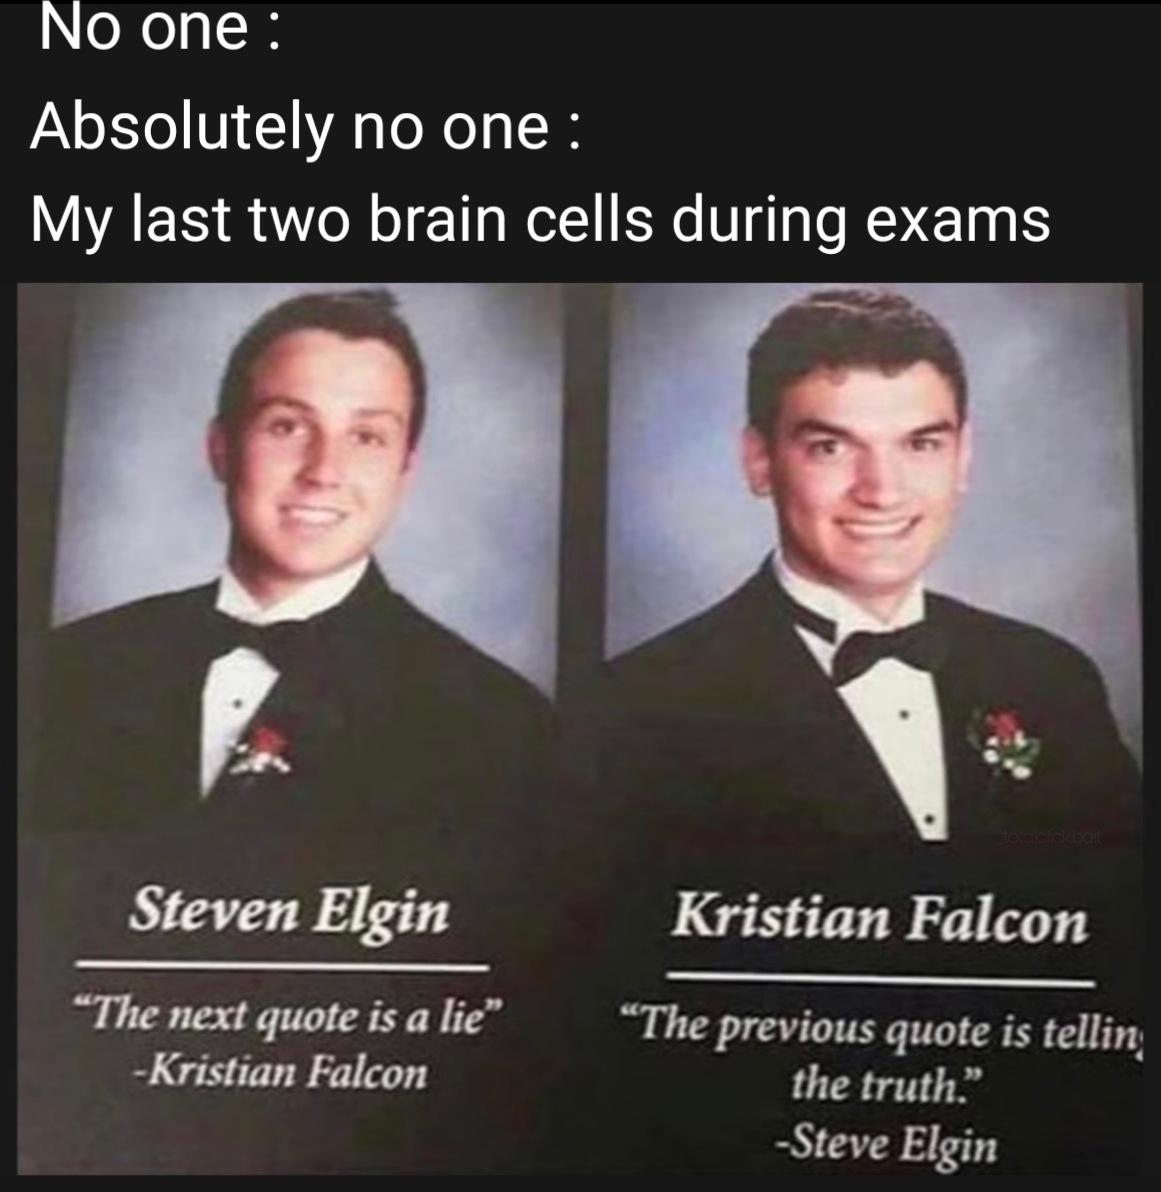 No one :
Absolutely no one :
My last two brain cells during exams
totalclickbait
Steven Elgin
Kristian Falcon
“The next quote is a lie”
-Kristian Falcon
“The previous quote is tellin
the truth.”
-Steve Elgin